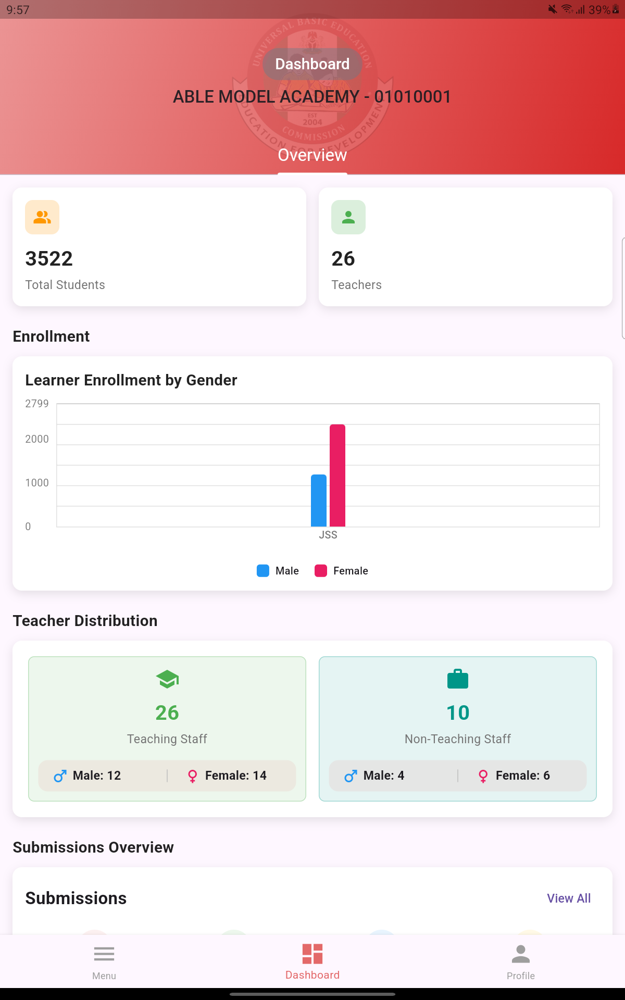 9:57
39%
UNIVERSAL BASIC EDUCATION
Dashboard
ABLE MODEL ACADEMY - 01010001
EST
2004
COMMISSION
EDUCATION FOR DEVELOPMENT
Overview
3522
Total Students
26
Teachers
Enrollment
Learner Enrollment by Gender
2799
2000
1000
0
JSS
Male
Female
Teacher Distribution
26
Teaching Staff
Male: 12
Female: 14
10
Non-Teaching Staff
Male: 4
Female: 6
Submissions Overview
Submissions
View All
Menu
Dashboard
Profile